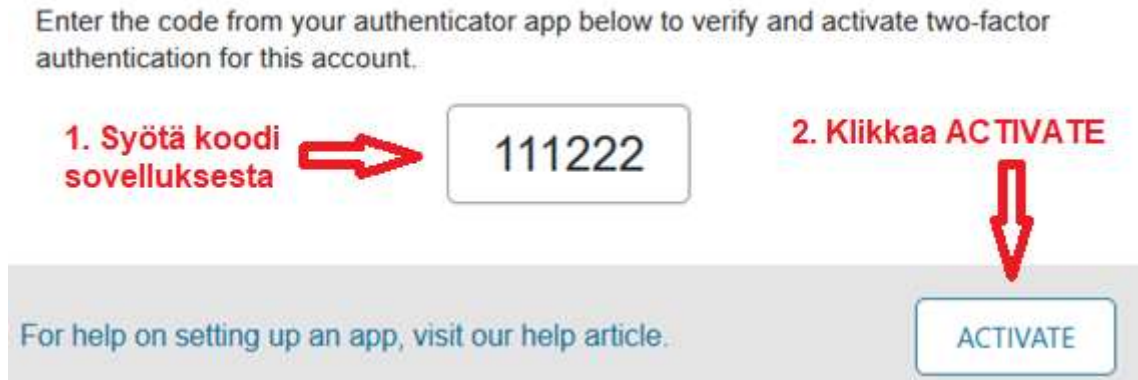 Enter the code from your authenticator app below to verify and activate two-factor
authentication for this account.
1. Syötä koodi
sovelluksesta
111222
2. Klikkaa ACTIVATE
For help on setting up an app, visit our help article.
ACTIVATE